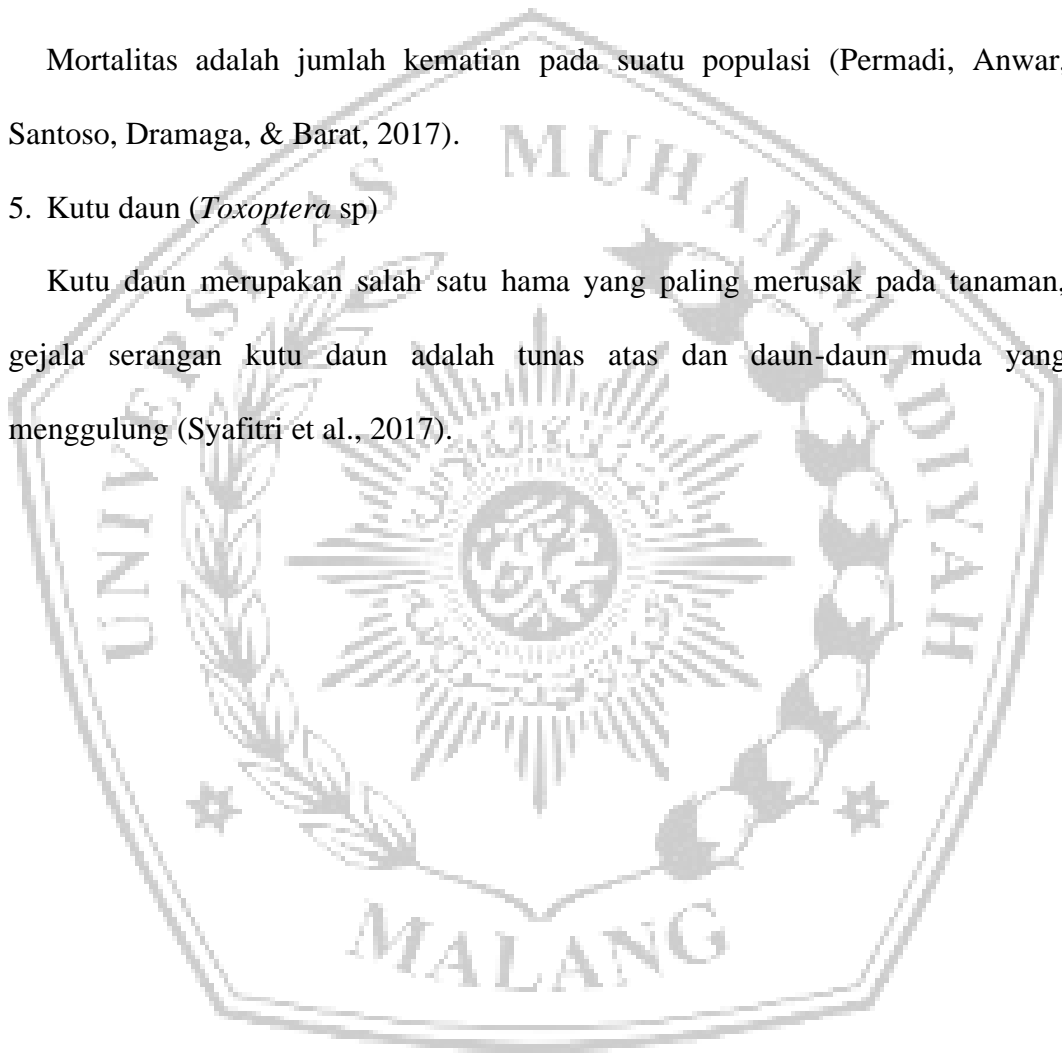 Mortalitas adalah jumlah kematian pada suatu populasi (Permadi, Anwar,
Santoso, Dramaga, & Barat, 2017).
5. Kutu daun (Toxoptera sp)
Kutu daun merupakan salah satu hama yang paling merusak pada tanaman,
gejala serangan kutu daun adalah tunas atas dan daun-daun muda yang
menggulung (Syafitri et al., 2017).
UNIVERSITAS MUHAMMADIYAH
MALANG